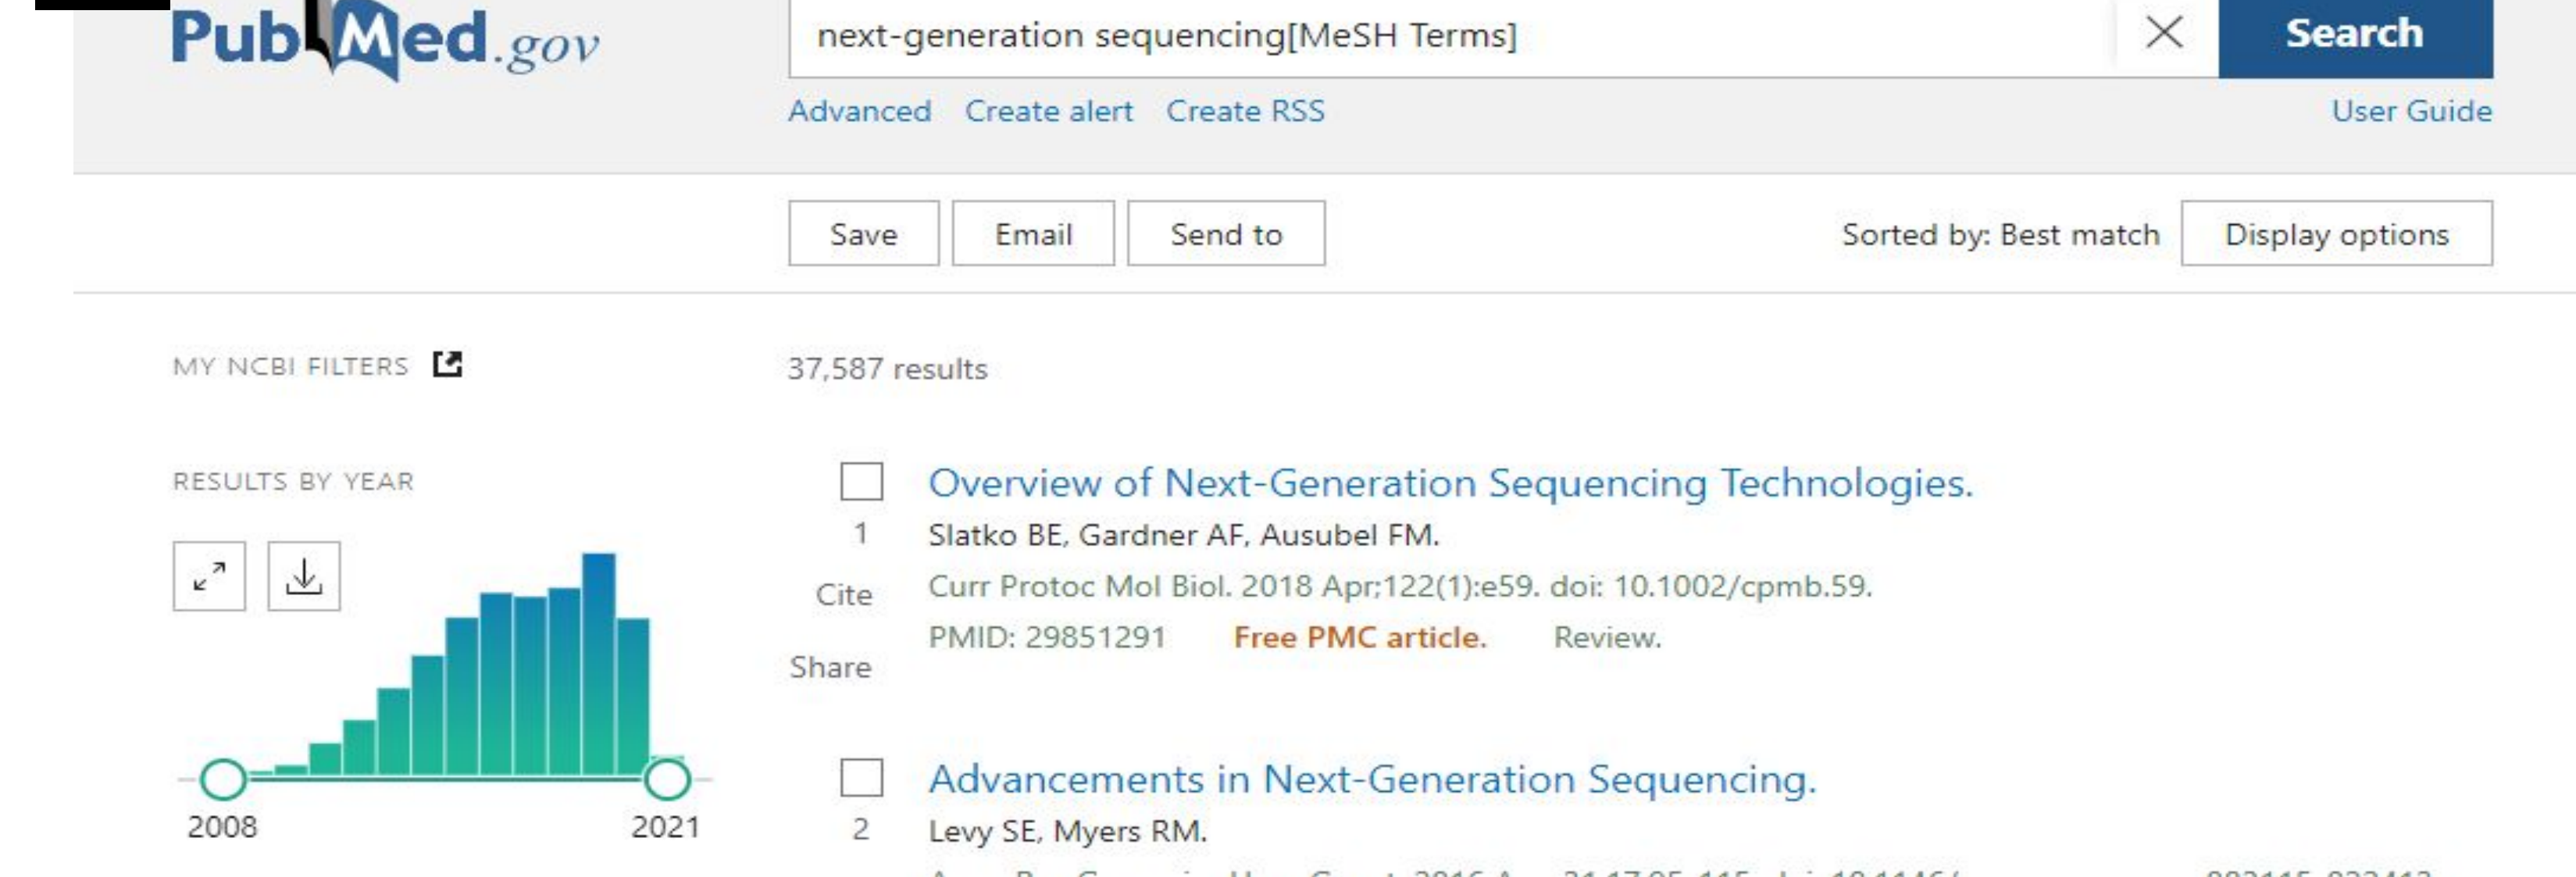 PubMed.gov
next-generation sequencing[MeSH Terms]
Search
Advanced Create alert Create RSS
User Guide
Save Email Send to
Sorted by: Best match Display options
MY NCBI FILTERS
37,587 results
RESULTS BY YEAR
2008 2021
Overview of Next-Generation Sequencing Technologies.
1 Slatko BE, Gardner AF, Ausubel FM.
Cite Curr Protoc Mol Biol. 2018 Apr;122(1):e59. doi: 10.1002/cpmb.59.
PMID: 29851291 Free PMC article. Review.
Share
Advancements in Next-Generation Sequencing.
2 Levy SE, Myers RM.